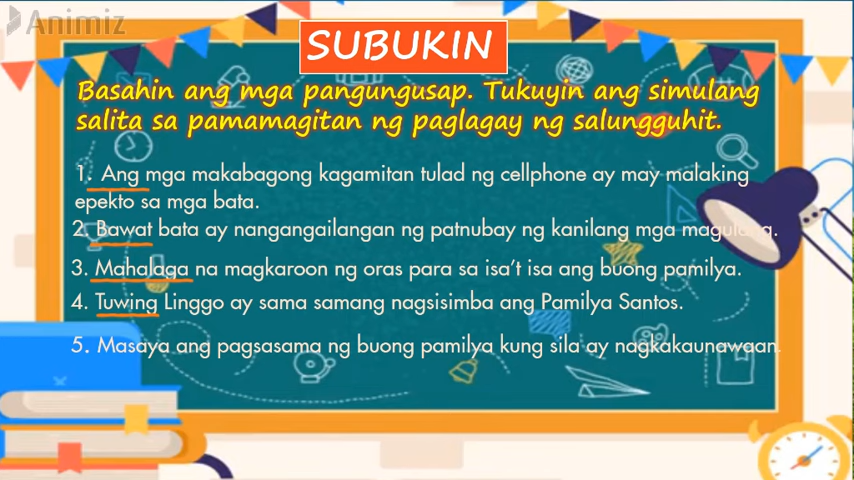 Animiz
SUBUKIN
Basahin ang mga pangungusap. Tukuyin ang simulang
salita sa pamamagitan ng paglagay ng salungguhit.
1. Ang mga makabagong kagamitan tulad ng cellphone ay may malaking
epekto sa mga bata.
2. Bawat bata ay nangangailangan ng patnubay ng kanilang mga magulang.
3. Mahalaga na magkaroon ng oras para sa isa't isa ang buong pamilya.
4. Tuwing Linggo ay sama samang nagsisimba ang Pamilya Santos.
5. Masaya ang pagsasama ng buong pamilya kung sila ay nagkakaunawaan.